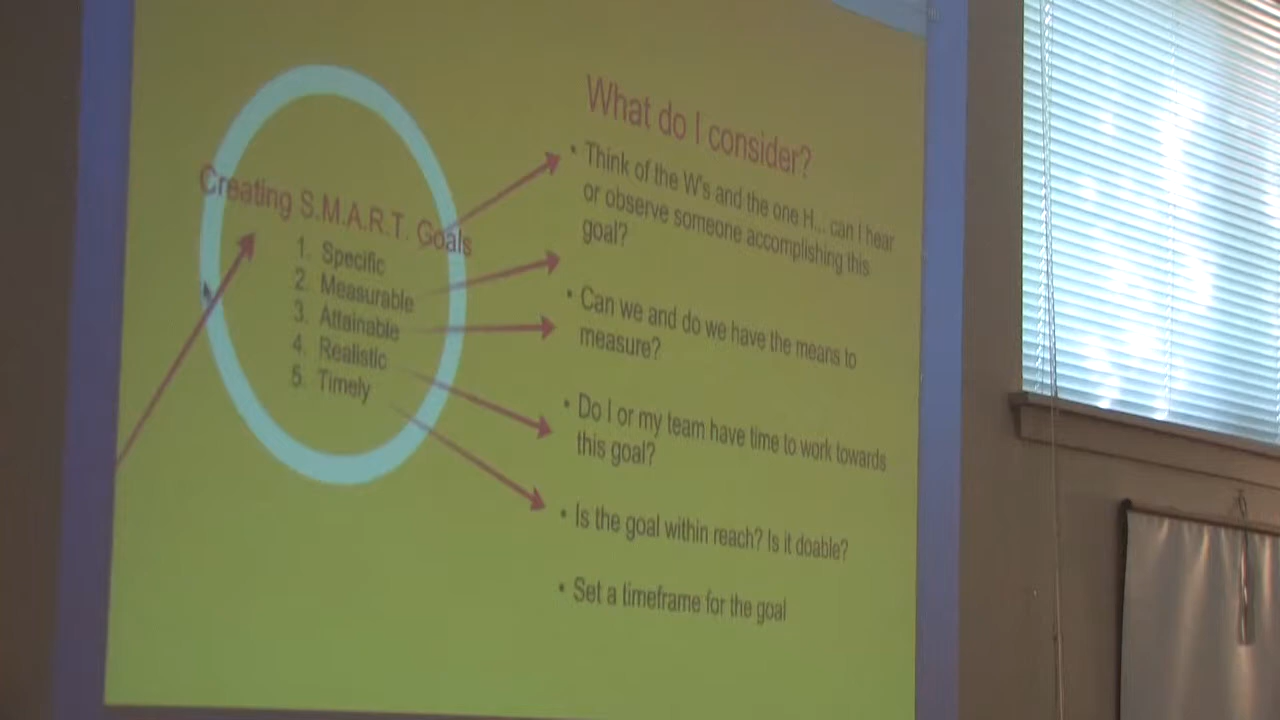 Creating S.M.A.R.T. Goals
1. Specific
2. Measurable
3. Attainable
4. Realistic
5. Timely
What do I consider?
• Think of the W's and the one H... can I hear
or observe someone accomplishing this
goal?
• Can we and do we have the means to
measure?
• Do I or my team have time to work towards
this goal?
• Is the goal within reach? Is it doable?
• Set a timeframe for the goal